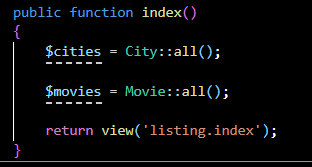 public function index()
{
$cities = City::all();
$movies = Movie::all();
return view('listing.index');
}